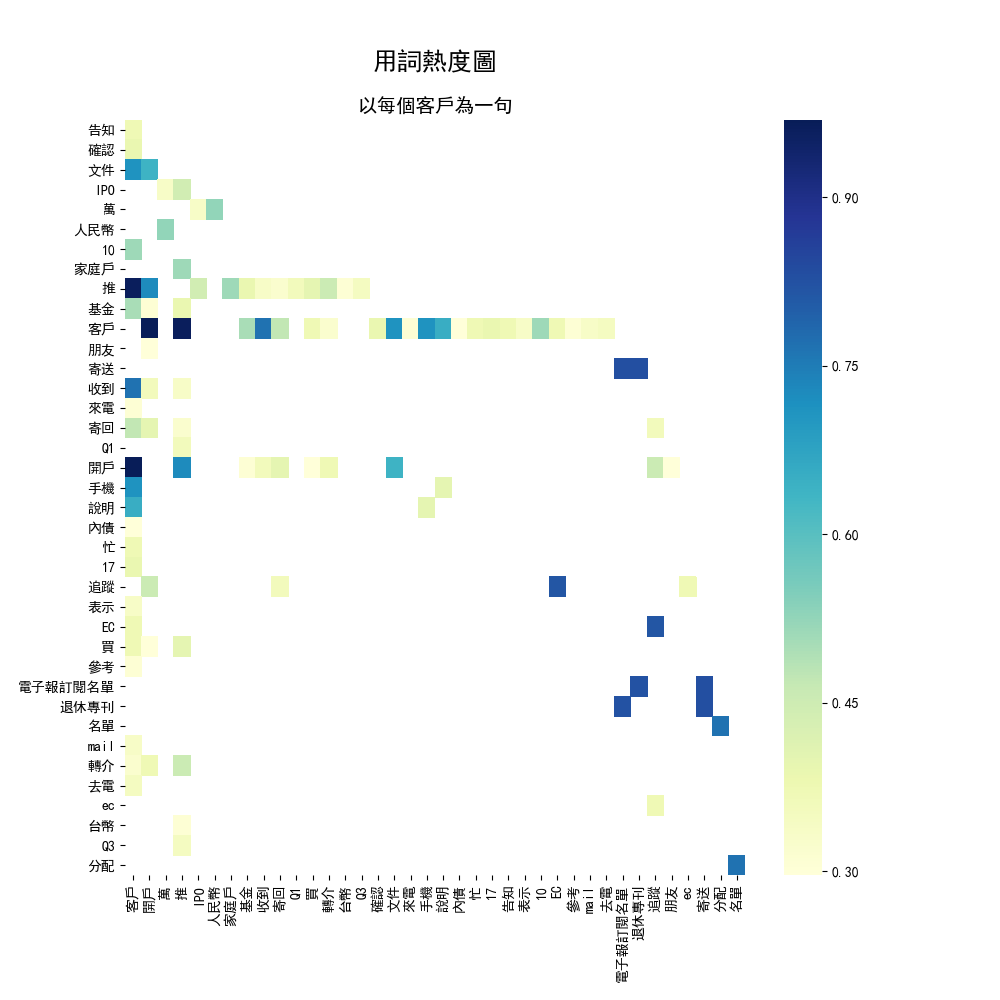 用詞熱度圖
以每個客戶為一句
告知
確認
文件
IPO
萬
人民幣
10
家庭戶
推
基金
客戶
朋友
寄送
收到
來電
寄回
Q1
開戶
手機
說明
內債
忙
17
追蹤
表示
EC
買
參考
電子報訂閱名單
退休專刊
名單
mail
轉介
去電
ec
台幣
Q3
分配
客戶
開戶
萬
推
IPO
人民幣
家庭戶
基金
收到
寄回
Q1
買
轉介
台幣
Q3
確認
文件
來電
手機
說明
內債
忙
17
告知
表示
10
EC
參考
mail
去電
電子報訂閱名單
退休專刊
追蹤
朋友
ec
寄送
分配
名單
0.90
0.75
0.60
0.45
0.30